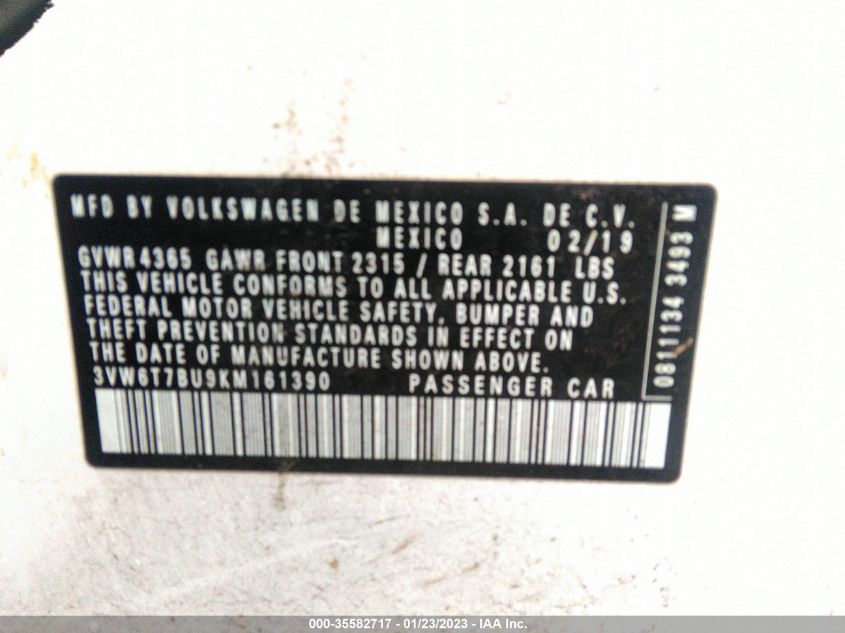 MFD BY VOLKSWAGEN DE MEXICO S.A. DE C.V.
MEXICO 02/19
GVWR 4365 GAWR FRONT 2315 / REAR 2161 LBS
THIS VEHICLE CONFORMS TO ALL APPLICABLE U.S.
FEDERAL MOTOR VEHICLE SAFETY, BUMPER AND
THEFT PREVENTION STANDARDS IN EFFECT ON
THE DATE OF MANUFACTURE SHOWN ABOVE.
3VW6T7BU9KM161390 PASSENGER CAR
0811134 3493 M
000-35582717 - 01/23/2023 - IAA Inc.